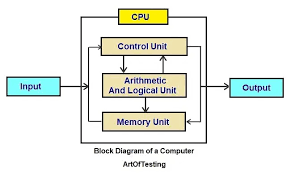 CPU
Control Unit
Input
Arithmetic
And Logical Unit
Output
Memory Unit
Block Diagram of a Computer
ArtOfTesting